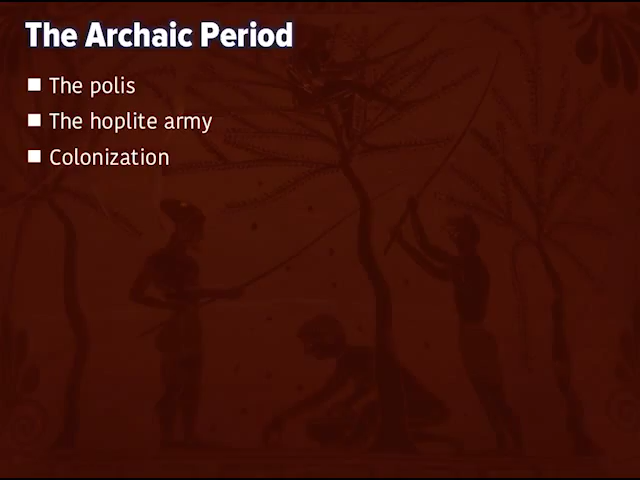 The Archaic Period
The polis
The hoplite army
Colonization